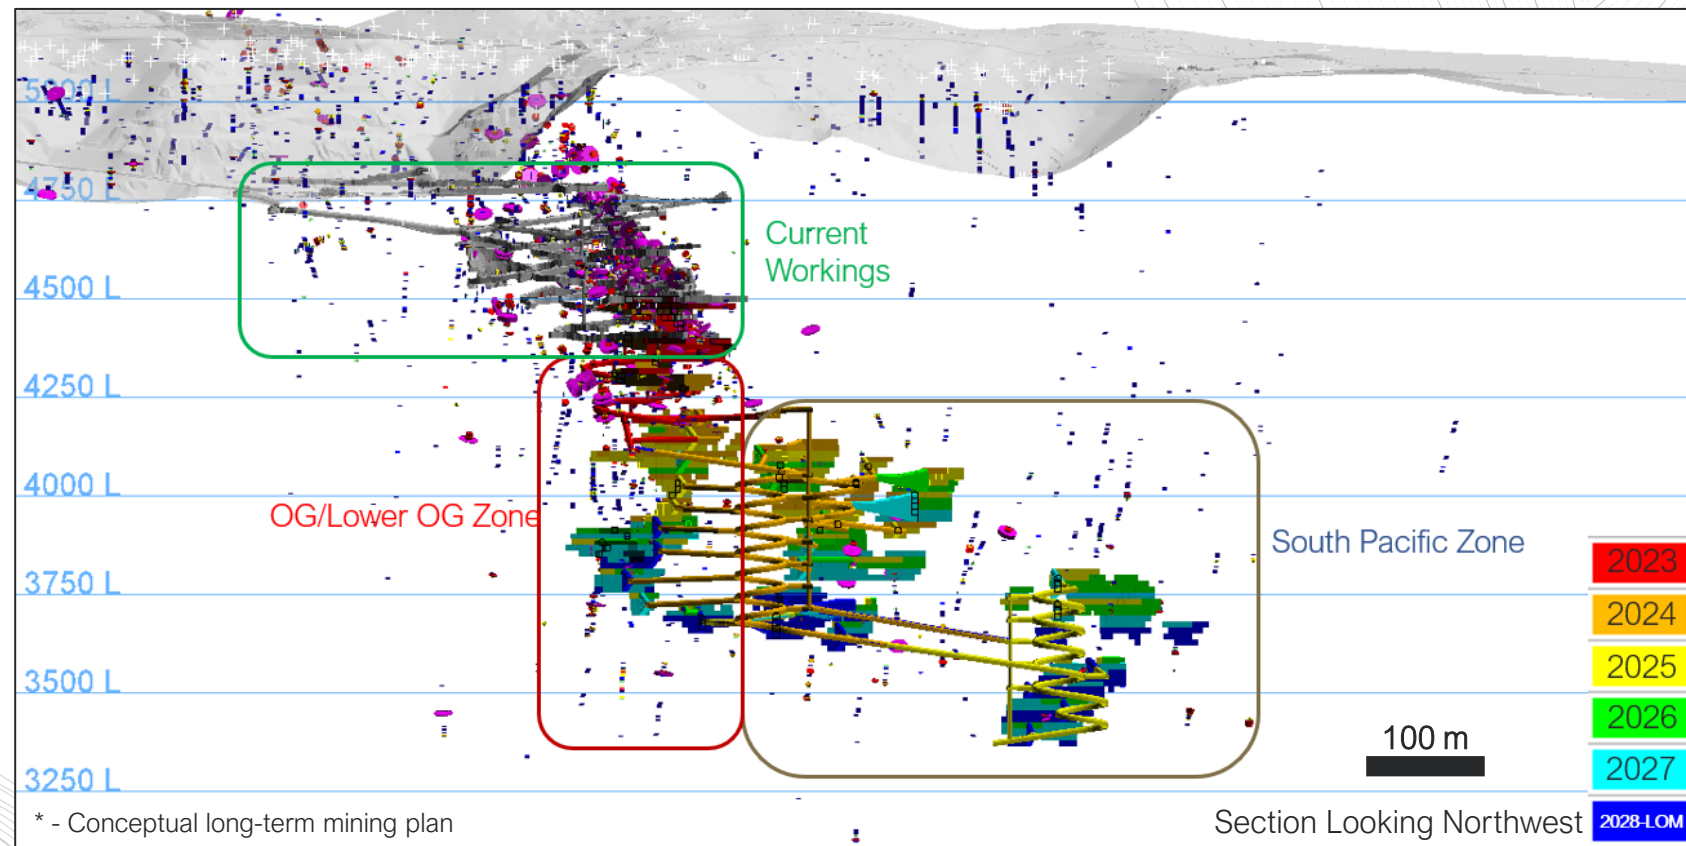 5000 L
4750 L
Current
Workings
4500 L
4250 L
4000 L
OG/Lower OG Zone
South Pacific Zone
3750 L
3500 L
3250 L
100 m
2023
2024
2025
2026
2027
2028-LOM
* - Conceptual long-term mining plan
Section Looking Northwest